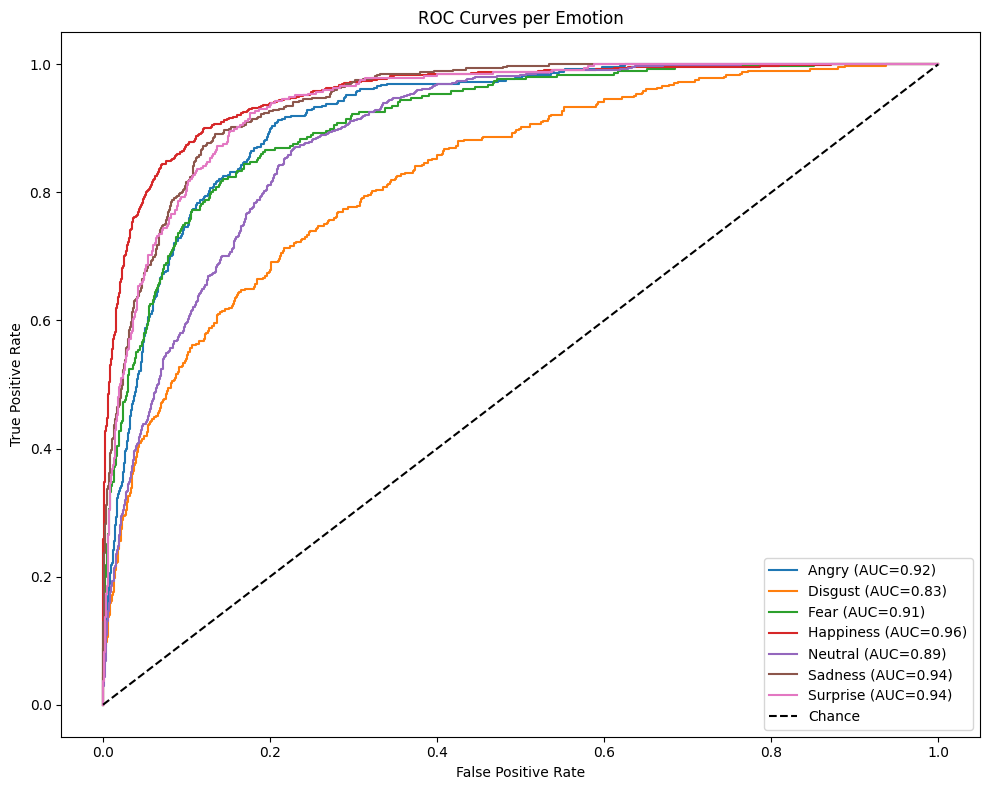 ROC Curves per Emotion
True Positive Rate
1.0
0.8
0.6
0.4
0.2
0.0
0.0 0.2 0.4 0.6 0.8 1.0
False Positive Rate
Angry (AUC=0.92)
Disgust (AUC=0.83)
Fear (AUC=0.91)
Happiness (AUC=0.96)
Neutral (AUC=0.89)
Sadness (AUC=0.94)
Surprise (AUC=0.94)
Chance